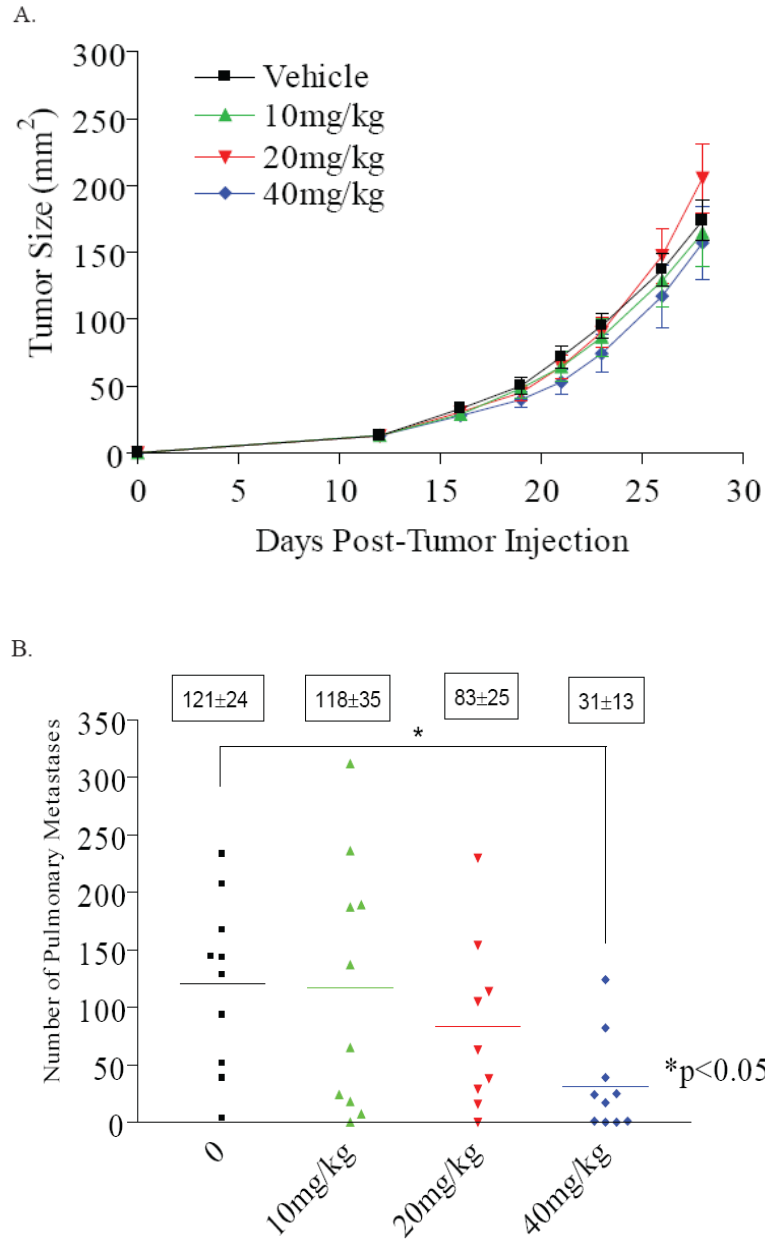 A.
300
250
200
150
100
50
0
Tumor Size (mm²)
Vehicle
10mg/kg
20mg/kg
40mg/kg
0 5 10 15 20 25 30
Days Post-Tumor Injection
B.
121±24 118±35 83±25 31±13
350
300
250
200
150
100
50
0
Number of Pulmonary Metastases
*
*p<0.05
0 10mg/kg 20mg/kg 40mg/kg